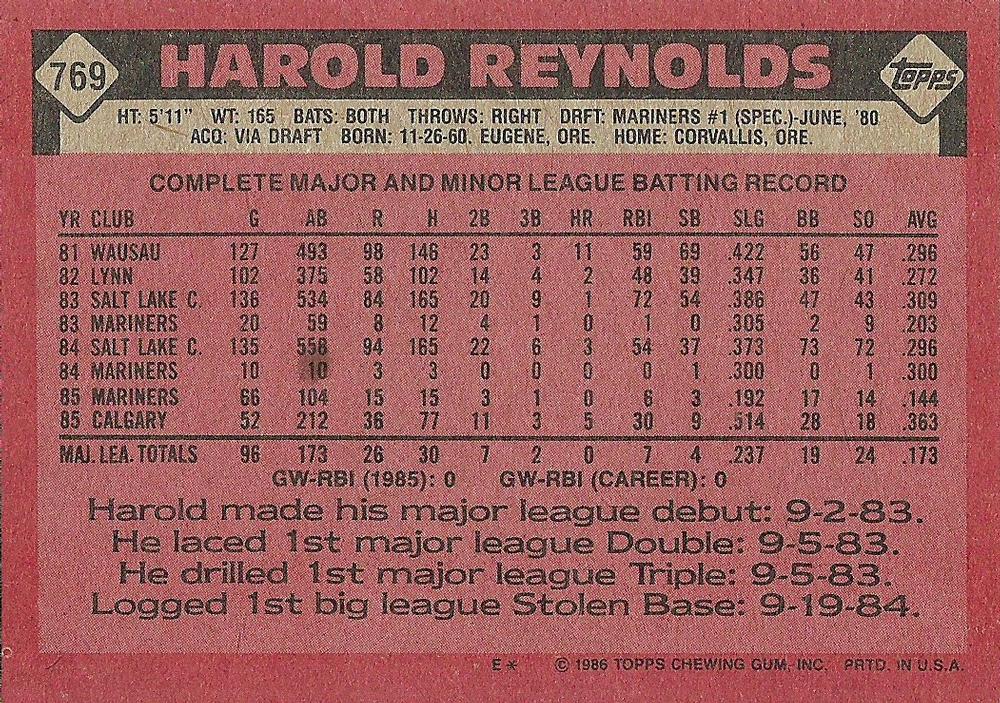 769 HAROLD REYNOLDS topps
HT: 5'11" WT: 165 BATS: BOTH THROWS: RIGHT DRFT: MARINERS #1 (SPEC.)-JUNE, '80
ACQ: VIA DRAFT BORN: 11-26-60. EUGENE, ORE. HOME: CORVALLIS, ORE.
COMPLETE MAJOR AND MINOR LEAGUE BATTING RECORD
YR CLUB G AB R H 2B 3B HR RBI SB SLG BB SO AVG
81 WAUSAU 127 493 98 146 23 3 11 59 69 .422 56 47 .296
82 LYNN 102 375 58 102 14 4 2 48 39 .347 36 41 .272
83 SALT LAKE C. 136 534 84 165 20 9 1 72 54 .386 47 43 .309
83 MARINERS 20 59 8 12 4 1 0 1 0 .305 2 9 .203
84 SALT LAKE C. 135 558 94 165 22 6 3 54 37 .373 73 72 .296
84 MARINERS 10 10 3 3 0 0 0 0 1 .300 0 1 .300
85 MARINERS 66 104 15 15 3 1 0 6 3 .192 17 14 .144
85 CALGARY 52 212 36 77 11 3 5 30 9 .514 28 18 .363
MAJ. LEA. TOTALS 96 173 26 30 7 2 0 7 4 .237 19 24 .173
GW-RBI (1985): 0 GW-RBI (CAREER): 0
Harold made his major league debut: 9-2-83.
He laced 1st major league Double: 9-5-83.
He drilled 1st major league Triple: 9-5-83.
Logged 1st big league Stolen Base: 9-19-84.
E* © 1986 TOPPS CHEWING GUM, INC. PRTD. IN U.S.A.